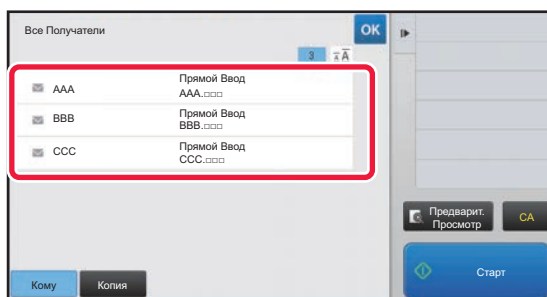 Все Получатели
OK
3
A Ā
AAA
Прямой Ввод
AAA.□□□
BBB
Прямой Ввод
BBB.□□□
CCC
Прямой Ввод
CCC.□□□
Предварит.
Просмотр
CA
Кому
Копия
Старт